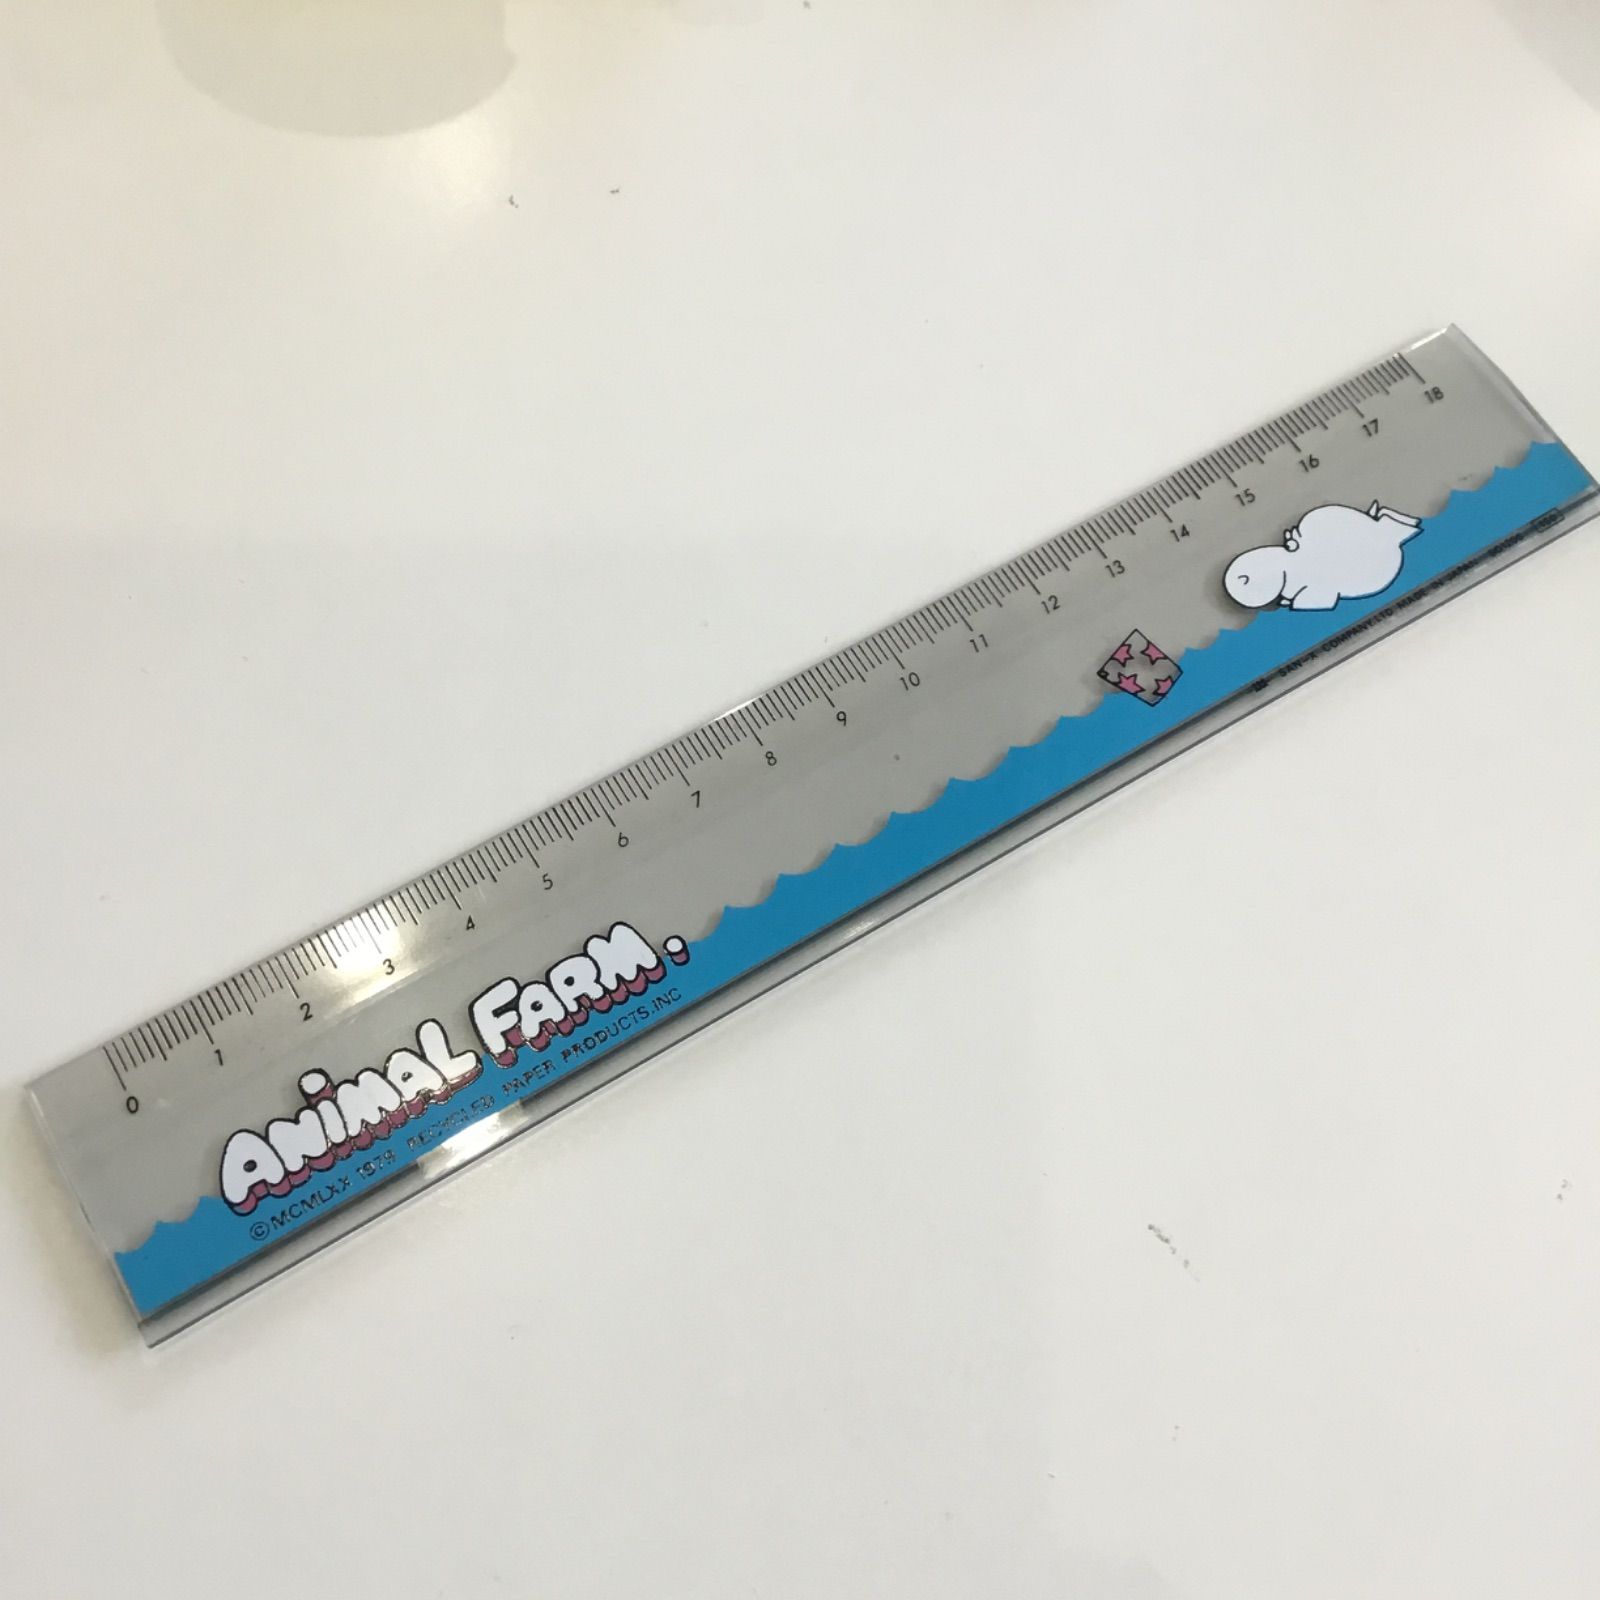 0 1 2 3 4 5 6 7 8 9 10 11 12 13 14 15 16 17 18
ANIMAL FARM.
©MCMLXX 1979 RECYCLED PAPER PRODUCTS.INC
SAN-X COMPANY.LTD MADE IN JAPAN